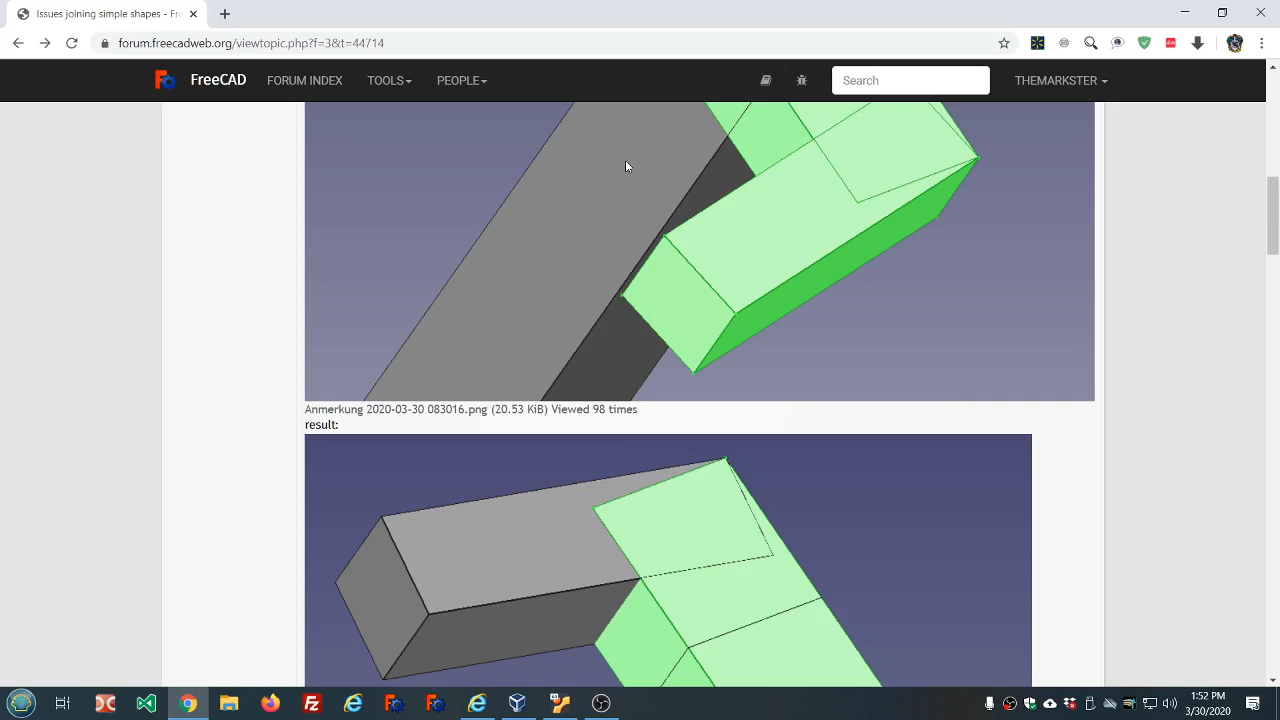 Issues joining simple shapes - Fre
forum.freecadweb.org/viewtopic.php?f=3&t=44714
FreeCAD
FORUM INDEX
TOOLS
PEOPLE
Search
THEMARKSTER
Anmerkung 2020-03-30 083016.png (20.53 KiB) Viewed 98 times
result:
1:52 PM
3/30/2020